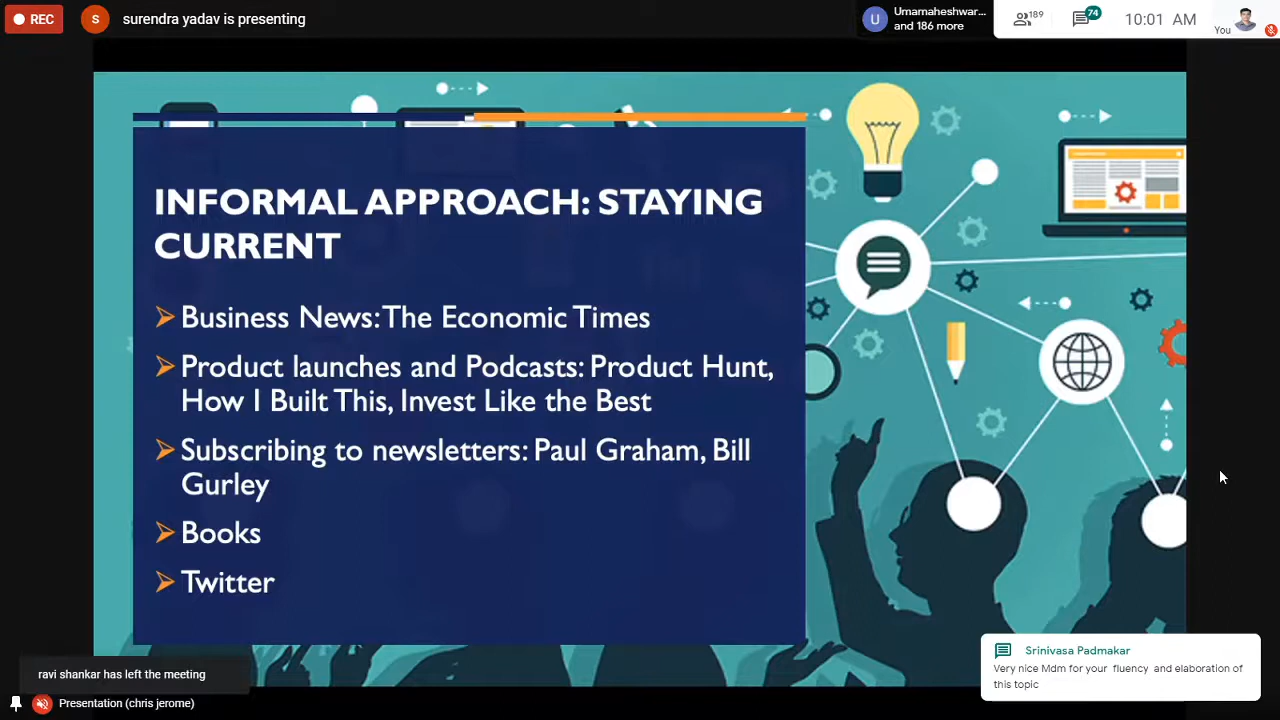 REC
S
surendra yadav is presenting
U
Umamaheshwar...
and 186 more
189
74
10:01 AM
You
INFORMAL APPROACH: STAYING
CURRENT
Business News: The Economic Times
Product launches and Podcasts: Product Hunt,
How I Built This, Invest Like the Best
Subscribing to newsletters: Paul Graham, Bill
Gurley
Books
Twitter
ravi shankar has left the meeting
Presentation (chris jerome)
Srinivasa Padmakar
Very nice Mdm for your fluency and elaboration of
this topic